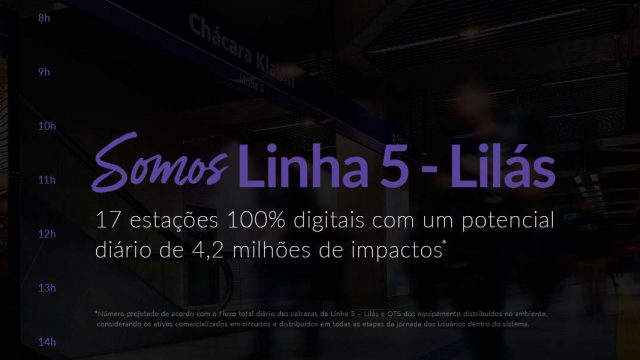 8h
Chácara Klabin
Linha 5
9h
10h
Somos Linha 5 - Lilás
11h
17 estações 100% digitais com um potencial
12h
diário de 4,2 milhões de impactos*
13h
*Número projetado de acordo com o fluxo total diário das catracas da Linha 5 – Lilás e OTS dos equipamento distribuídos no ambiente,
considerando os ativos comercializados em circuitos e distribuídos em todas as etapas da jornada dos usuários dentro do sistema.
14h